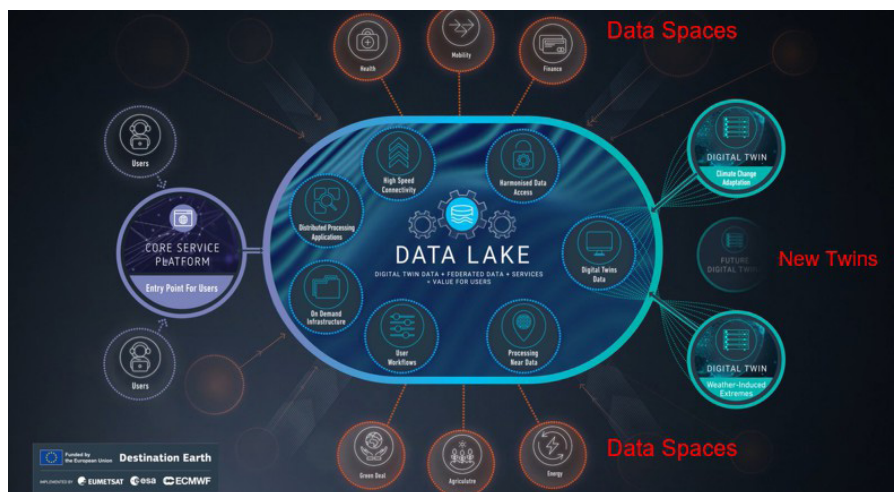 Data Spaces
Health
Mobility
Finance
Users
High Speed
Connectivity
Harmonised Data
Access
DIGITAL TWIN
Climate Change
Adaptation
Distributed Processing
Applications
CORE SERVICE
PLATFORM
Entry Point For Users
DATA LAKE
DIGITAL TWIN DATA + FEDERATED DATA + SERVICES
= VALUE FOR USERS
Digital Twins
Data
FUTURE
DIGITAL TWIN
New Twins
On Demand
Infrastructure
User
Workflows
Processing
Near Data
DIGITAL TWIN
Weather-Induced
Extremes
Users
Green Deal
Agricolutre
Energy
Data Spaces
Funded by
the European Union
Destination Earth
IMPLEMENTED BY
EUMETSAT
esa
ECMWF